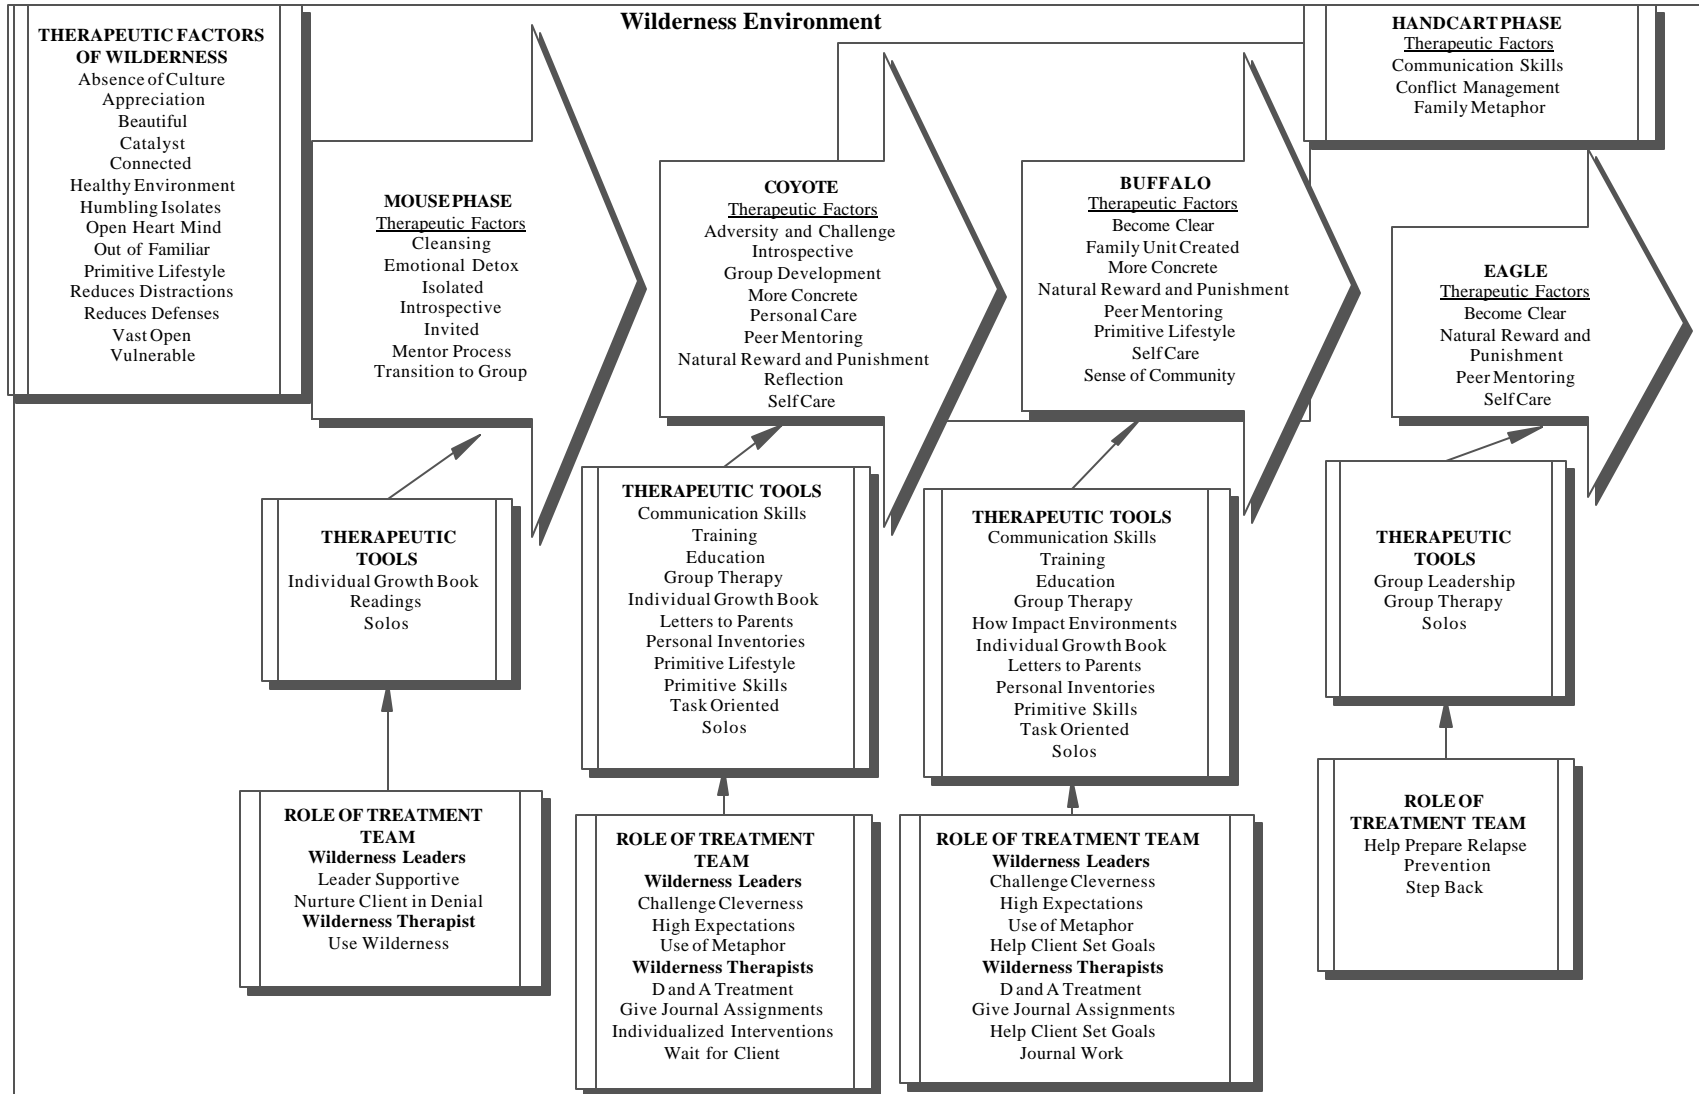 Wilderness Environment
THERAPEUTIC FACTORS
OF WILDERNESS
Absence of Culture
Appreciation
Beautiful
Catalyst
Connected
Healthy Environment
Humbling Isolates
Open Heart Mind
Out of Familiar
Primitive Lifestyle
Reduces Distractions
Reduces Defenses
Vast Open
Vulnerable
MOUSE PHASE
Therapeutic Factors
Cleansing
Emotional Detox
Isolated
Introspective
Invited
Mentor Process
Transition to Group
COYOTE
Therapeutic Factors
Adversity and Challenge
Introspective
Group Development
More Concrete
Personal Care
Peer Mentoring
Natural Reward and Punishment
Reflection
Self Care
BUFFALO
Therapeutic Factors
Become Clear
Family Unit Created
More Concrete
Natural Reward and Punishment
Peer Mentoring
Primitive Lifestyle
Self Care
Sense of Community
HANDCART PHASE
Therapeutic Factors
Communication Skills
Conflict Management
Family Metaphor
EAGLE
Therapeutic Factors
Become Clear
Natural Reward and
Punishment
Peer Mentoring
Self Care
THERAPEUTIC
TOOLS
Individual Growth Book
Readings
Solos
THERAPEUTIC TOOLS
Communication Skills
Training
Education
Group Therapy
Individual Growth Book
Letters to Parents
Personal Inventories
Primitive Lifestyle
Primitive Skills
Task Oriented
Solos
THERAPEUTIC TOOLS
Communication Skills
Training
Education
Group Therapy
How Impact Environments
Individual Growth Book
Letters to Parents
Personal Inventories
Primitive Skills
Task Oriented
Solos
THERAPEUTIC
TOOLS
Group Leadership
Group Therapy
Solos
ROLE OF TREATMENT
TEAM
Wilderness Leaders
Leader Supportive
Nurture Client in Denial
Wilderness Therapist
Use Wilderness
ROLE OF TREATMENT
TEAM
Wilderness Leaders
Challenge Cleverness
High Expectations
Use of Metaphor
Wilderness Therapists
D and A Treatment
Give Journal Assignments
Individualized Interventions
Wait for Client
ROLE OF TREATMENT TEAM
Wilderness Leaders
Challenge Cleverness
High Expectations
Use of Metaphor
Help Client Set Goals
Wilderness Therapists
D and A Treatment
Give Journal Assignments
Help Client Set Goals
Journal Work
ROLE OF
TREATMENT TEAM
Help Prepare Relapse
Prevention
Step Back